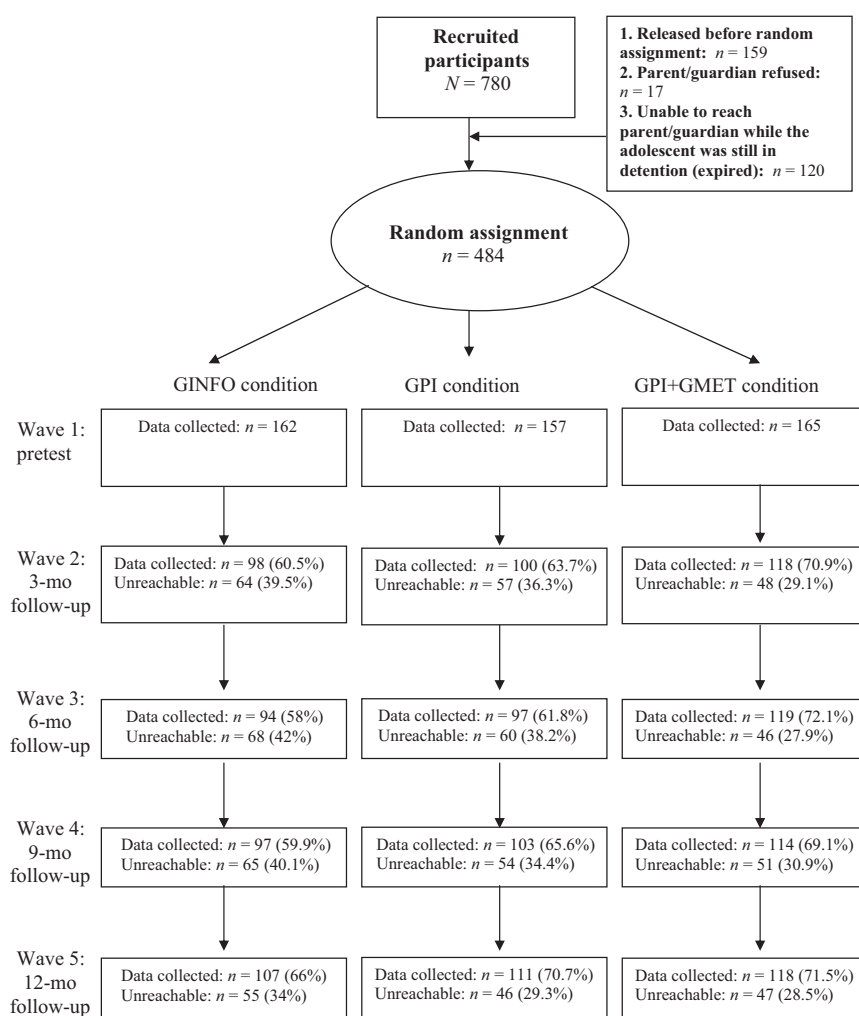 Recruited
participants
N = 780
1. Released before random
assignment: n = 159
2. Parent/guardian refused:
n = 17
3. Unable to reach
parent/guardian while the
adolescent was still in
detention (expired): n = 120
Random assignment
n = 484
GINFO condition
GPI condition
GPI+GMET condition
Wave 1:
pretest
Data collected: n = 162
Data collected: n = 157
Data collected: n = 165
Wave 2:
3-mo
follow-up
Data collected: n = 98 (60.5%)
Unreachable: n = 64 (39.5%)
Data collected: n = 100 (63.7%)
Unreachable: n = 57 (36.3%)
Data collected: n = 118 (70.9%)
Unreachable: n = 48 (29.1%)
Wave 3:
6-mo
follow-up
Data collected: n = 94 (58%)
Unreachable: n = 68 (42%)
Data collected: n = 97 (61.8%)
Unreachable: n = 60 (38.2%)
Data collected: n = 119 (72.1%)
Unreachable: n = 46 (27.9%)
Wave 4:
9-mo
follow-up
Data collected: n = 97 (59.9%)
Unreachable: n = 65 (40.1%)
Data collected: n = 103 (65.6%)
Unreachable: n = 54 (34.4%)
Data collected: n = 114 (69.1%)
Unreachable: n = 51 (30.9%)
Wave 5:
12-mo
follow-up
Data collected: n = 107 (66%)
Unreachable: n = 55 (34%)
Data collected: n = 111 (70.7%)
Unreachable: n = 46 (29.3%)
Data collected: n = 118 (71.5%)
Unreachable: n = 47 (28.5%)